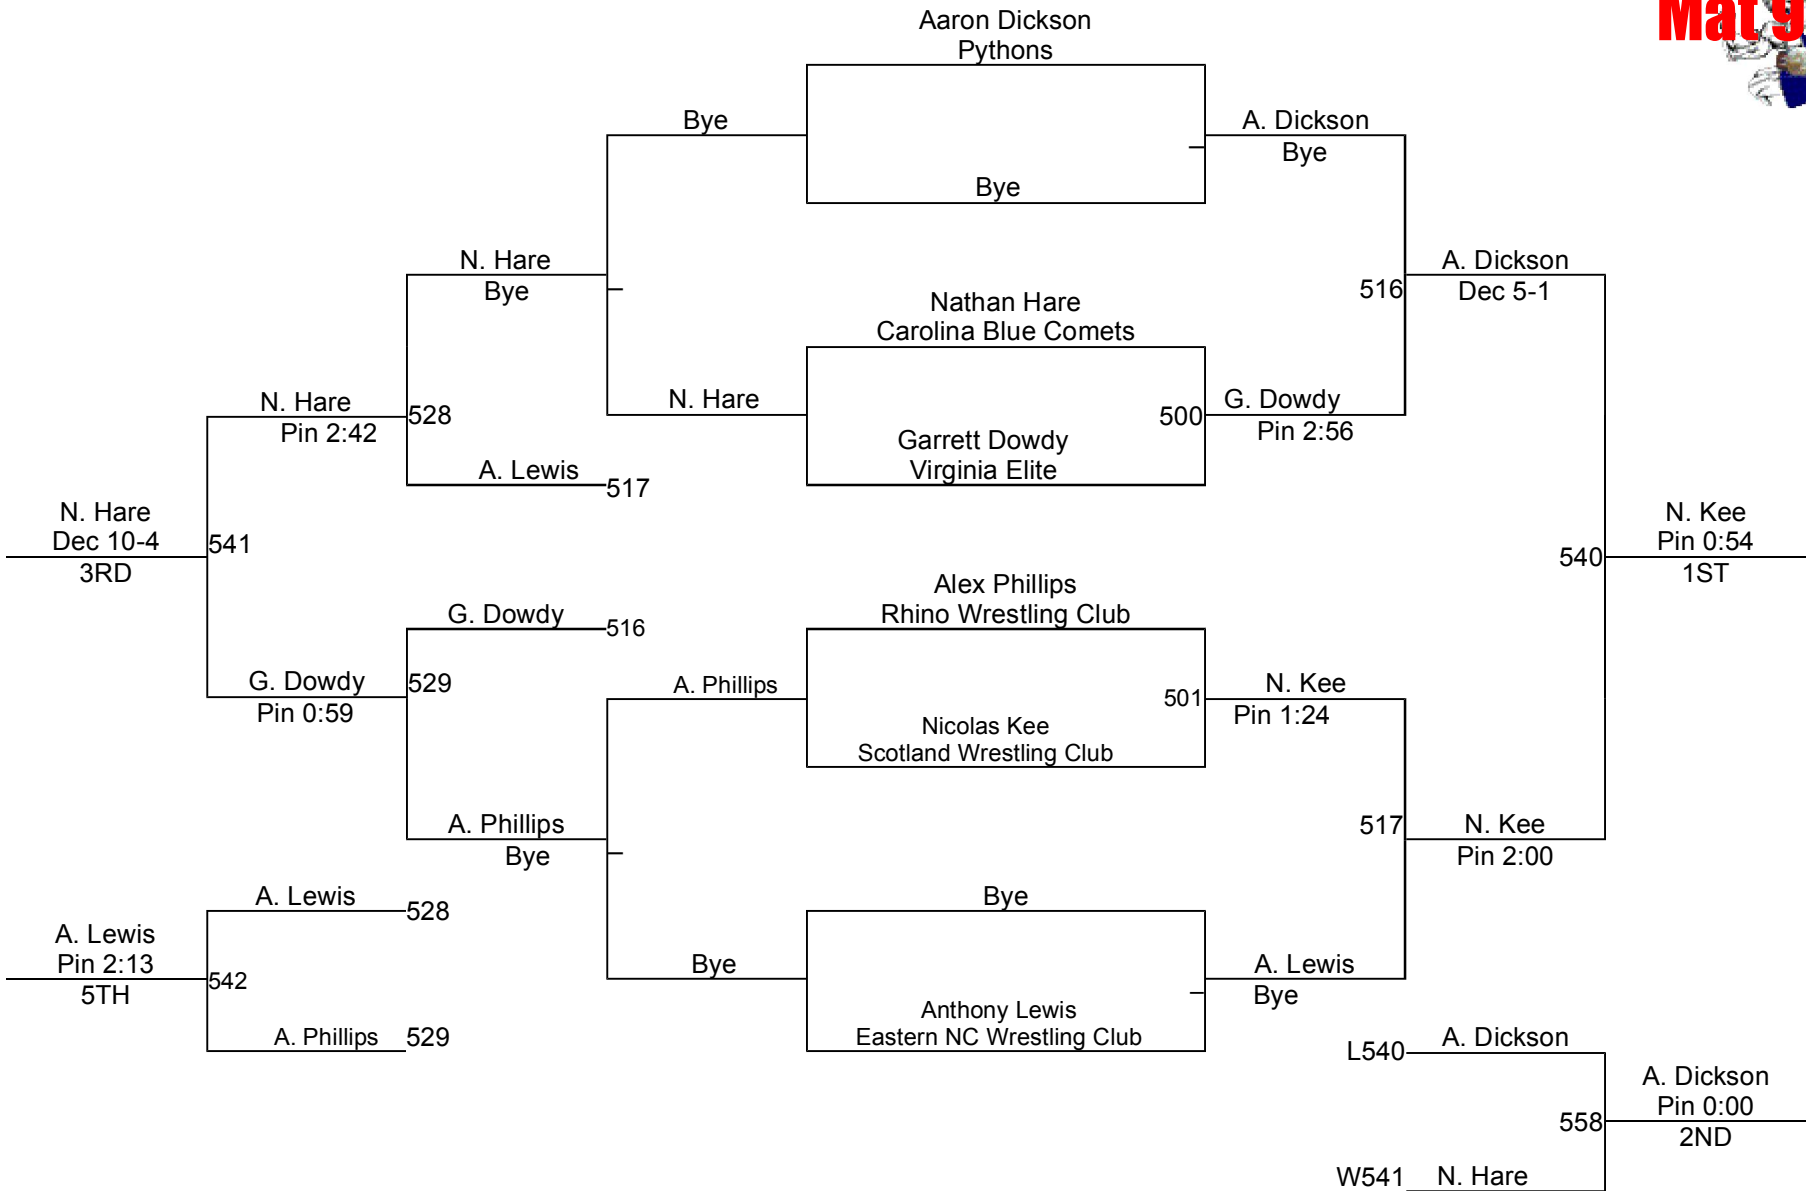 Mat 9
Aaron Dickson
Pythons
Bye
A. Dickson
Bye
Bye
N. Hare
Bye
A. Dickson
516
Dec 5-1
Nathan Hare
Carolina Blue Comets
N. Hare
Pin 2:42
528
N. Hare
500
G. Dowdy
Pin 2:56
Garrett Dowdy
Virginia Elite
A. Lewis
517
N. Hare
Dec 10-4
3RD
541
N. Kee
Pin 0:54
1ST
540
Alex Phillips
Rhino Wrestling Club
G. Dowdy
516
G. Dowdy
Pin 0:59
529
A. Phillips
501
N. Kee
Pin 1:24
Nicolas Kee
Scotland Wrestling Club
A. Phillips
Bye
517
N. Kee
Pin 2:00
A. Lewis
528
Bye
A. Lewis
Pin 2:13
5TH
542
Bye
A. Lewis
Bye
Anthony Lewis
Eastern NC Wrestling Club
A. Phillips
529
L540
A. Dickson
A. Dickson
Pin 0:00
2ND
558
W541
N. Hare